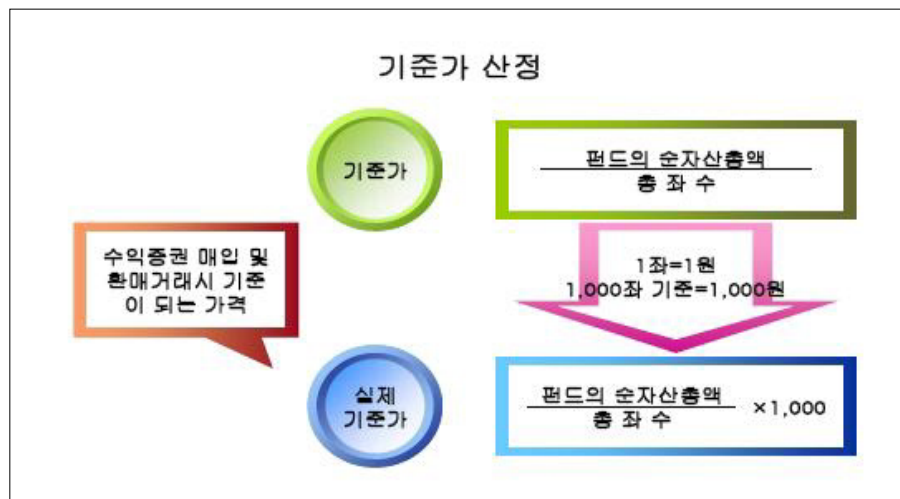 기준가 산정
기준가
펀드의 순자산총액
총 좌 수
수익증권 매입 및
환매거래시 기준
이 되는 가격
1좌=1원
1,000좌 기준=1,000원
실제
기준가
펀드의 순자산총액
총 좌 수
×1,000